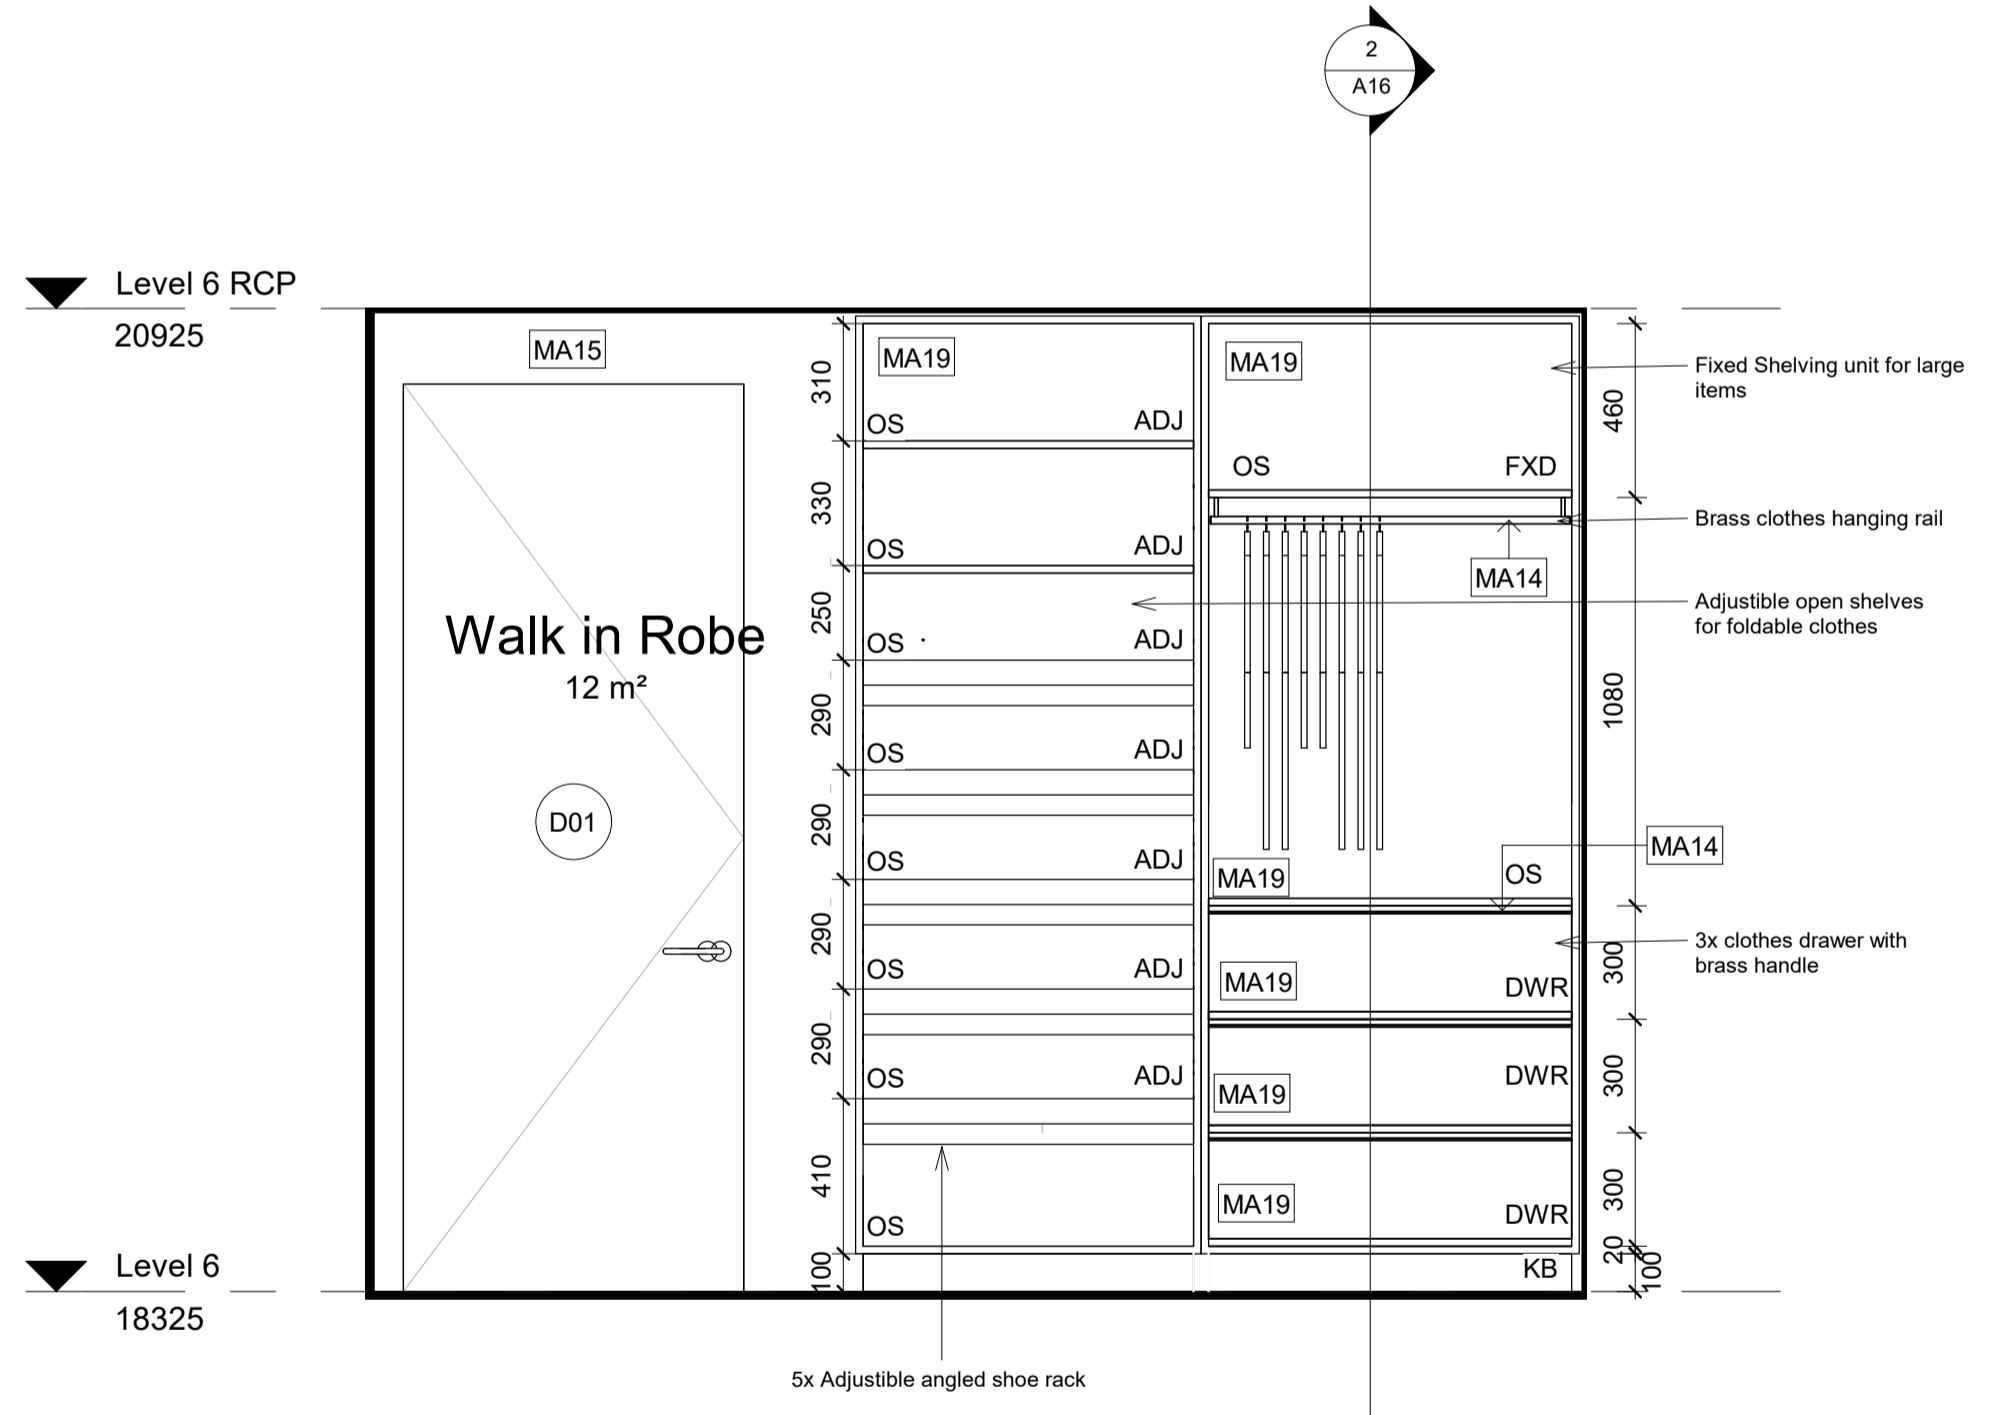 2
A16
Level 6 RCP
20925
MA15
Walk in Robe
12 m²
D01
Level 6
18325
310
330
250
290
290
290
290
410
100
MA19
OS ADJ
OS ADJ
OS ADJ
OS ADJ
OS ADJ
OS ADJ
OS ADJ
OS
MA19
OS FXD
MA14
MA19
OS
MA14
MA19
DWR
MA19
DWR
MA19
DWR
KB
460
1080
300
300
300
20
100
Fixed Shelving unit for large
items
Brass clothes hanging rail
Adjustible open shelves
for foldable clothes
3x clothes drawer with
brass handle
5x Adjustible angled shoe rack